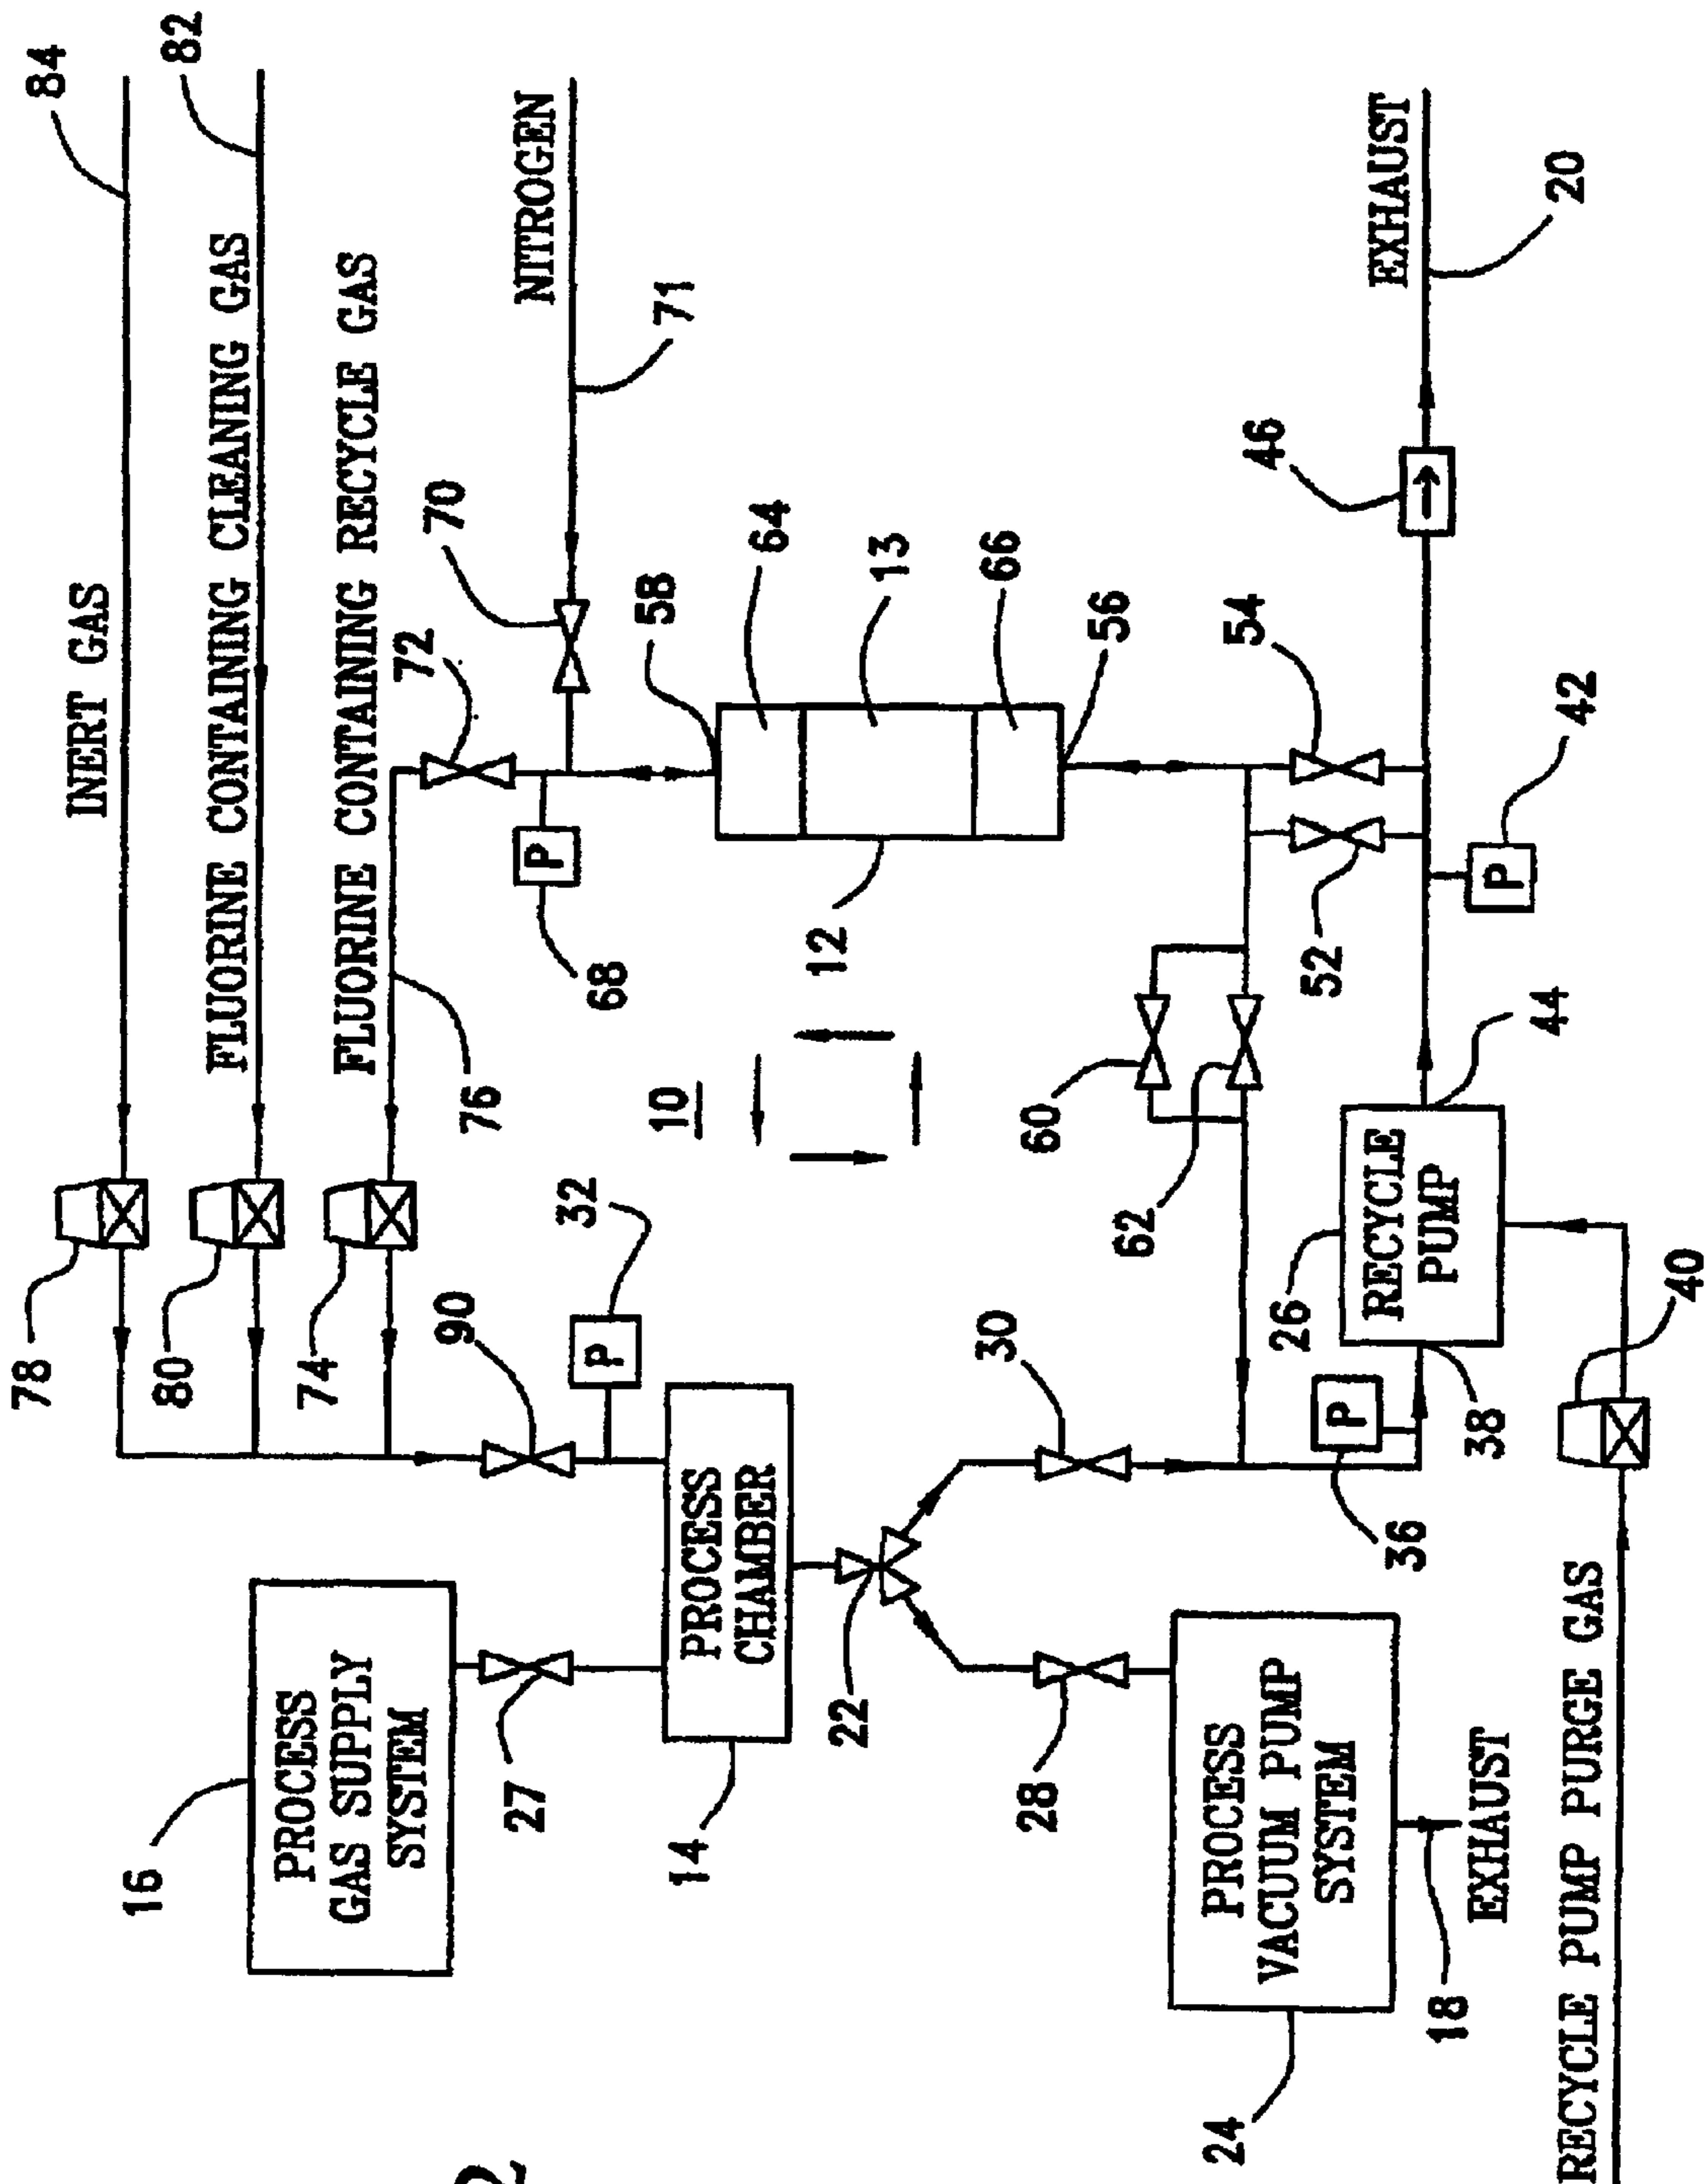 84
82
INERT GAS
FLUORINE CONTAINING CLEANING GAS
FLUORINE CONTAINING RECYCLE GAS
NITROGEN
71
70
72
76
68
P
78
80
74
90
32
P
58
64
13
66
56
12
10
16
PROCESS
GAS SUPPLY
SYSTEM
27
PROCESS
CHAMBER
14
22
30
28
60
62
52
54
42
P
46
EXHAUST
20
RECYCLE
PUMP
26
44
38
36
P
40
PROCESS
VACUUM PUMP
SYSTEM
24
18
EXHAUST
RECYCLE PUMP PURGE GAS